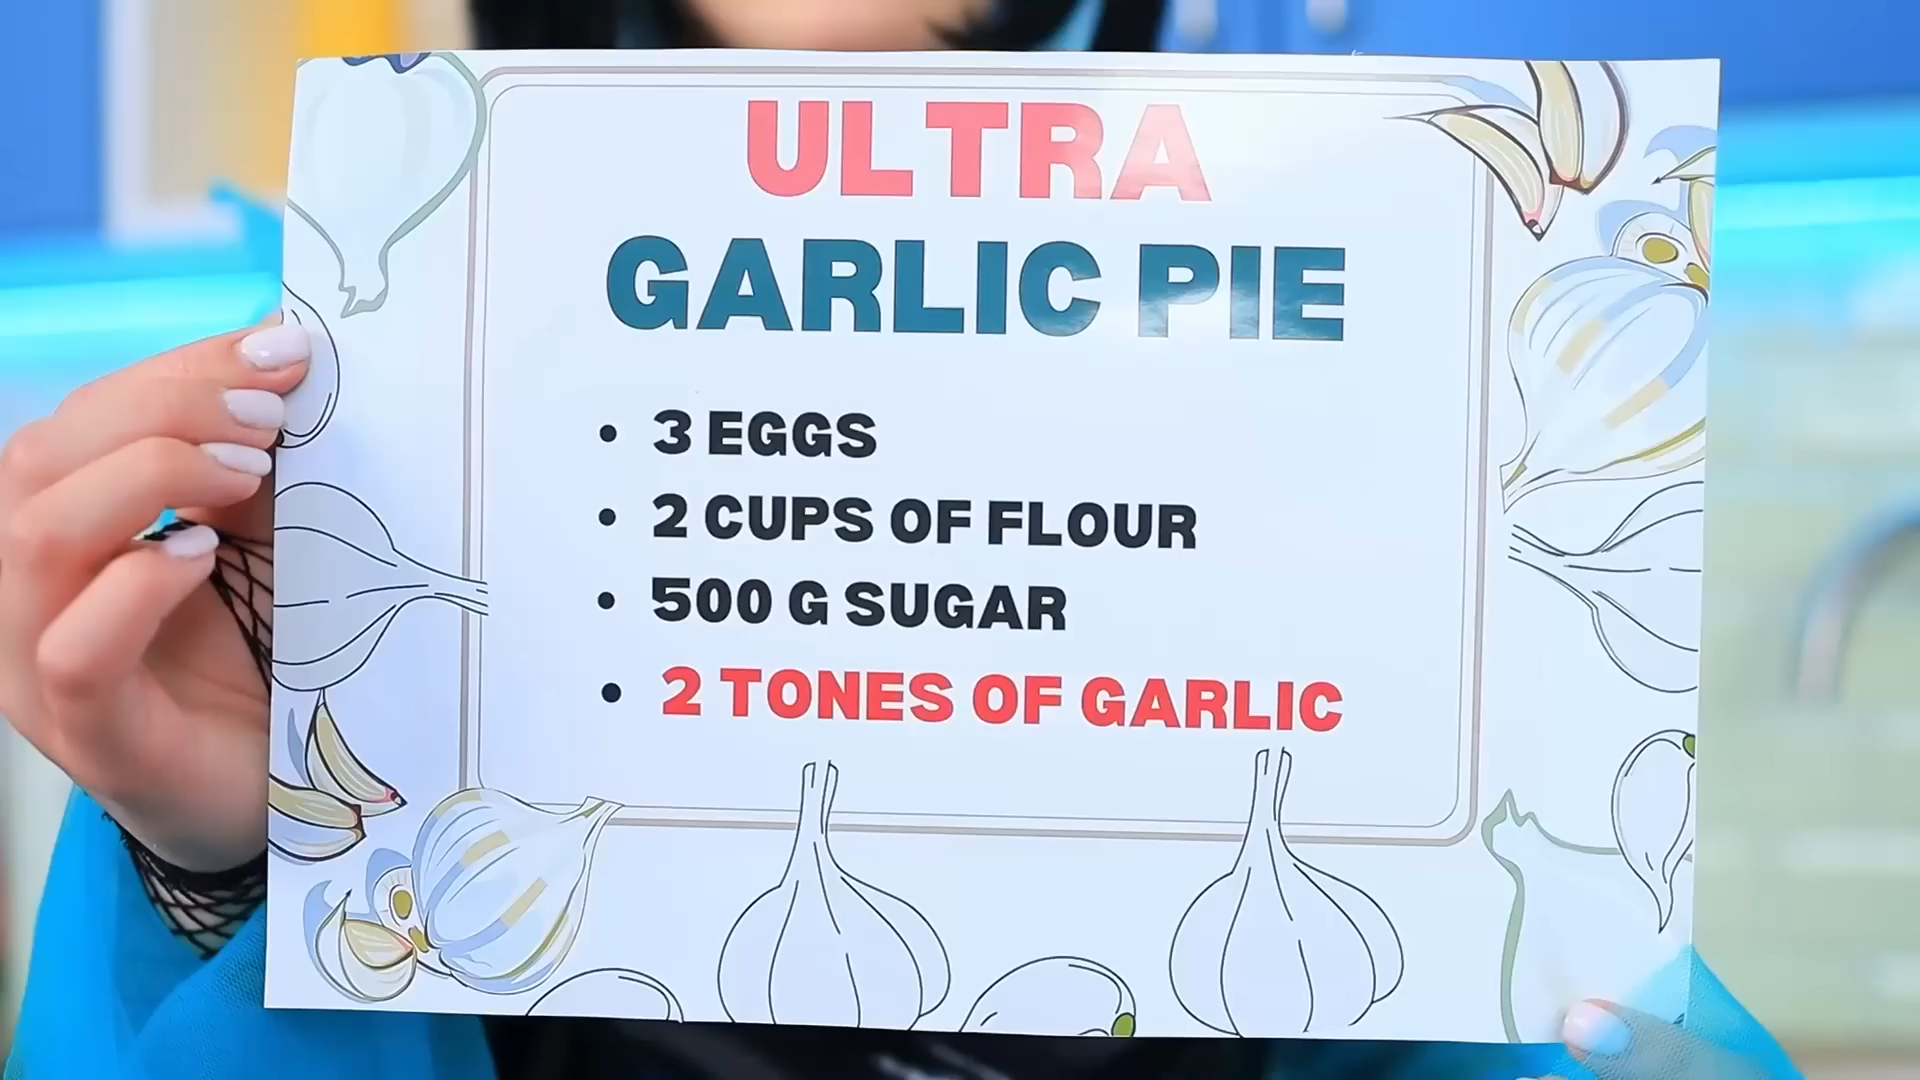 ULTRA
GARLIC PIE
• 3 EGGS
• 2 CUPS OF FLOUR
• 500 G SUGAR
• 2 TONES OF GARLIC